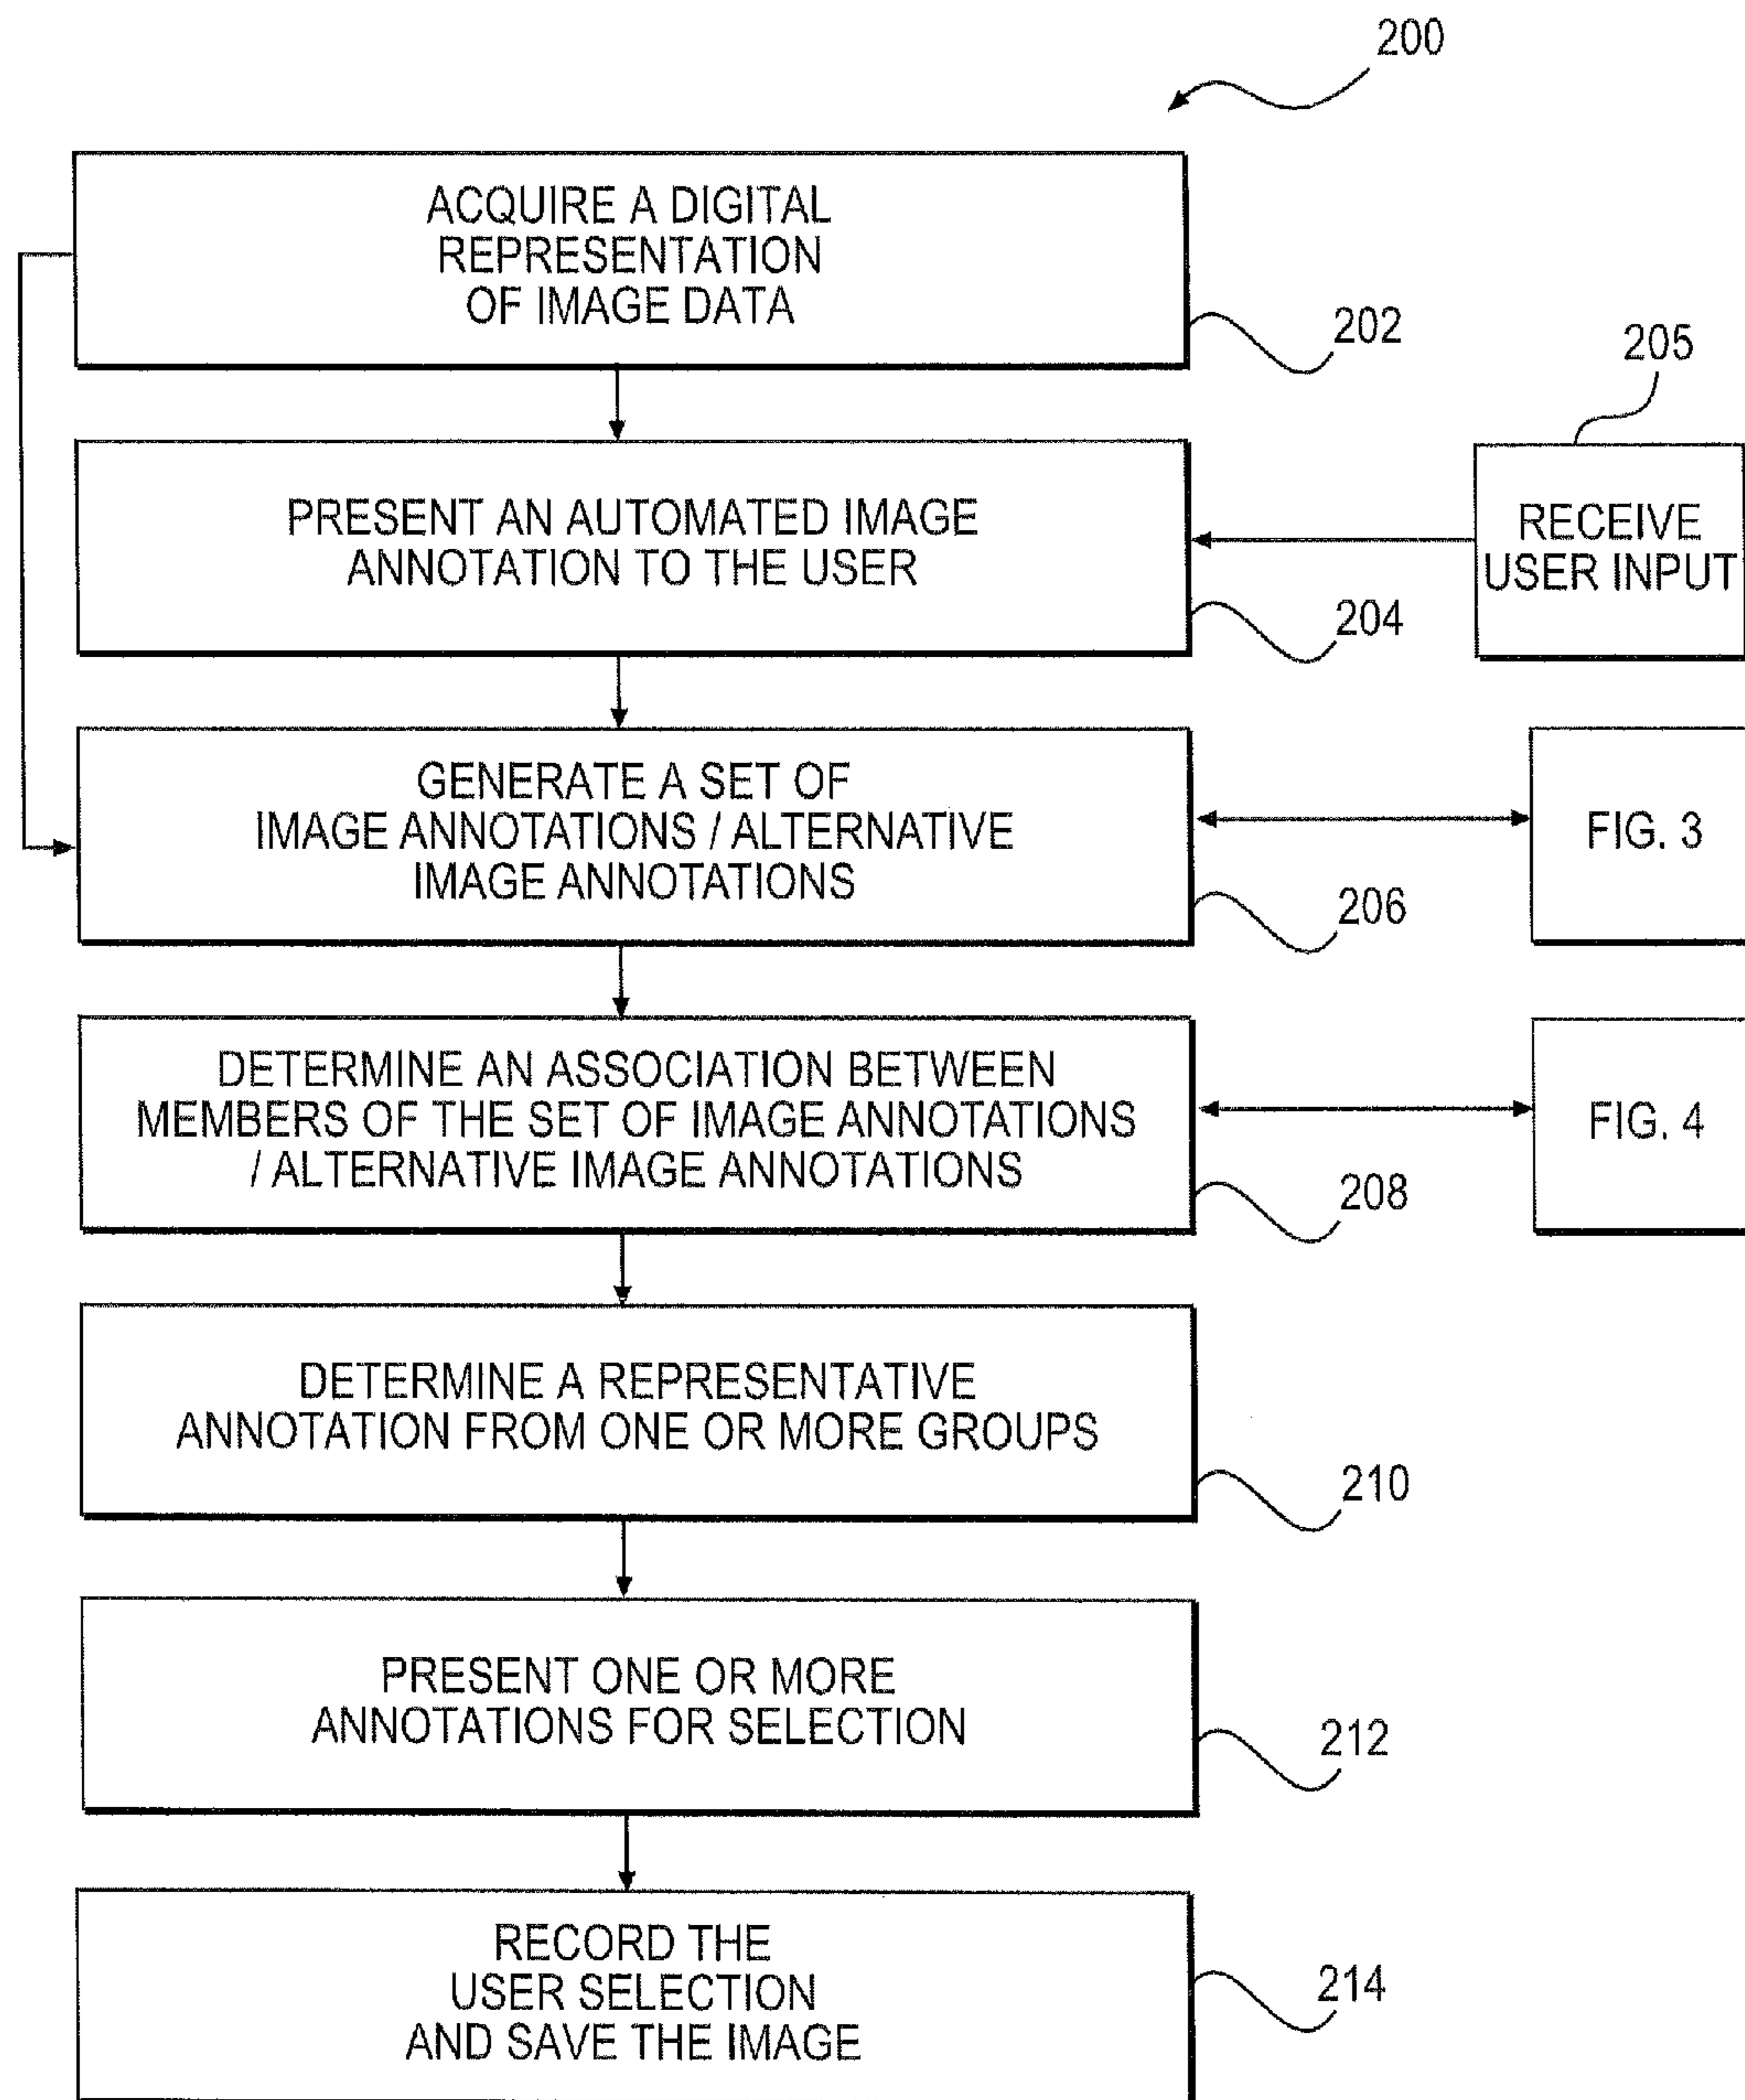 200
ACQUIRE A DIGITAL
REPRESENTATION
OF IMAGE DATA
202
205
PRESENT AN AUTOMATED IMAGE
ANNOTATION TO THE USER
204
RECEIVE
USER INPUT
GENERATE A SET OF
IMAGE ANNOTATIONS / ALTERNATIVE
IMAGE ANNOTATIONS
206
FIG. 3
DETERMINE AN ASSOCIATION BETWEEN
MEMBERS OF THE SET OF IMAGE ANNOTATIONS
/ ALTERNATIVE IMAGE ANNOTATIONS
208
FIG. 4
DETERMINE A REPRESENTATIVE
ANNOTATION FROM ONE OR MORE GROUPS
210
PRESENT ONE OR MORE
ANNOTATIONS FOR SELECTION
212
RECORD THE
USER SELECTION
AND SAVE THE IMAGE
214